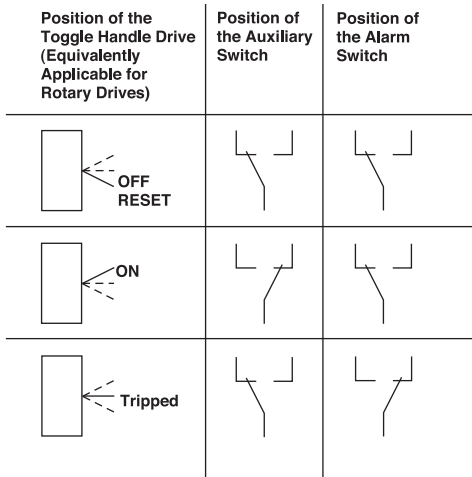 Position of the
Toggle Handle Drive
(Equivalently
Applicable for
Rotary Drives)
Position of
the Auxiliary
Switch
Position of
the Alarm
Switch
OFF
RESET
ON
Tripped